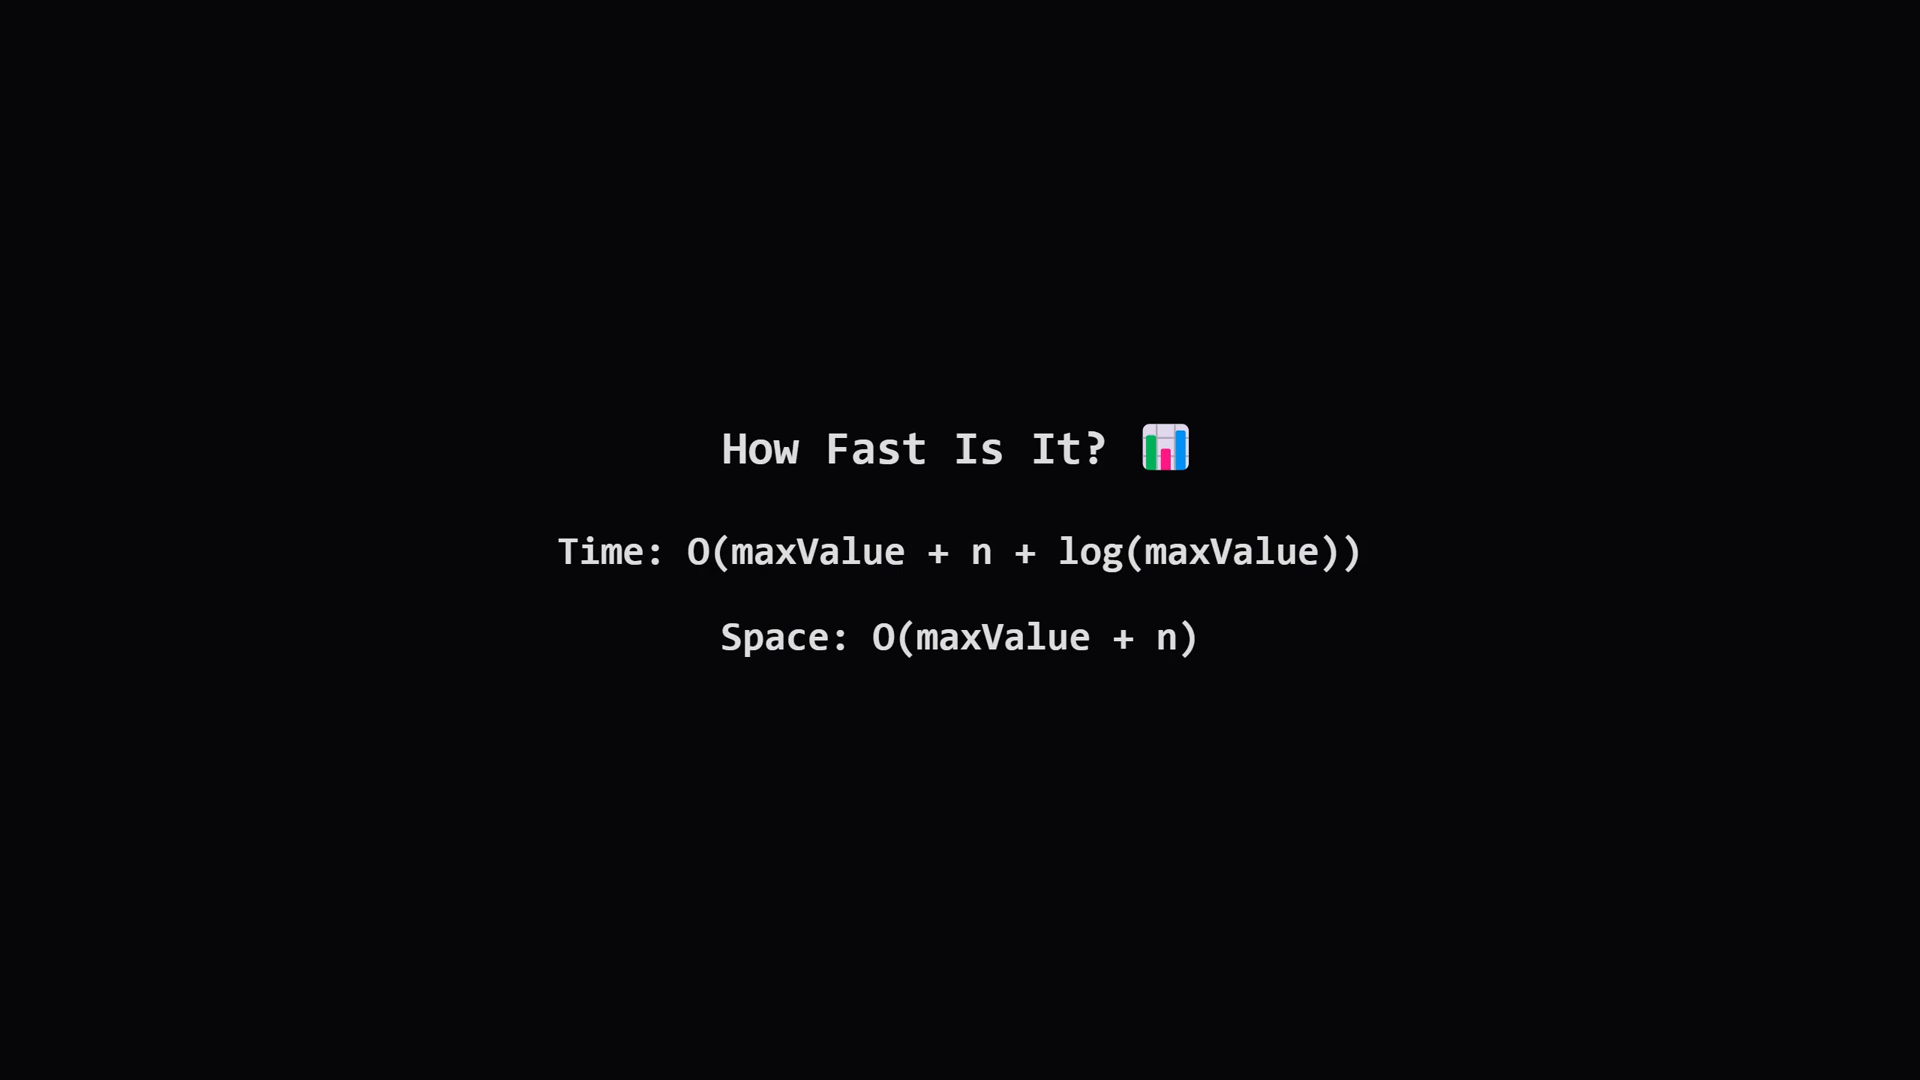 How Fast Is It? 📊
Time: O(maxValue + n + log(maxValue))
Space: O(maxValue + n)